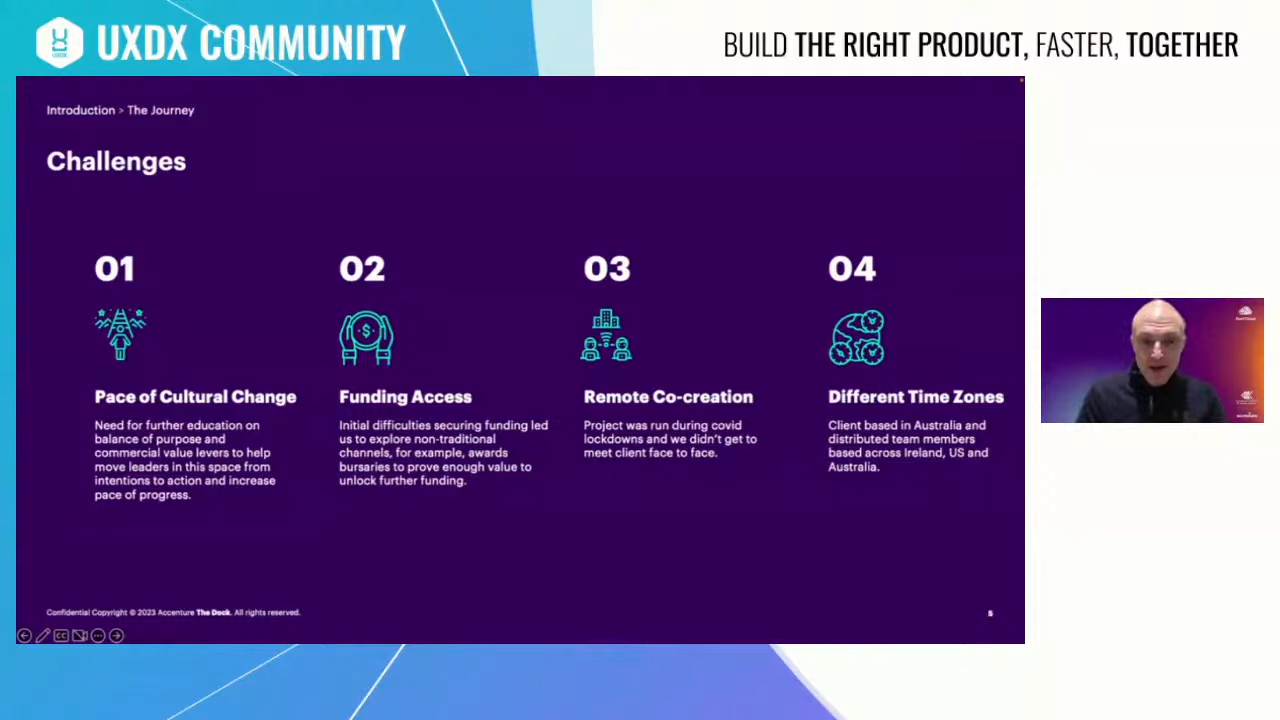 UXDX COMMUNITY
BUILD THE RIGHT PRODUCT, FASTER, TOGETHER
Introduction > The Journey
Challenges
01
02
03
04
Pace of Cultural Change
Need for further education on
balance of purpose and
commercial value levers to help
move leaders in this space from
intentions to action and increase
pace of progress.
Funding Access
Initial difficulties securing funding led
us to explore non-traditional
channels, for example, awards
bursaries to prove enough value to
unlock further funding.
Remote Co-creation
Project was run during covid
lockdowns and we didn't get to
meet client face to face.
Different Time Zones
Client based in Australia and
distributed team members
based across Ireland, US and
Australia.
Confidential Copyright © 2023 Accenture The Dock. All rights reserved.
5